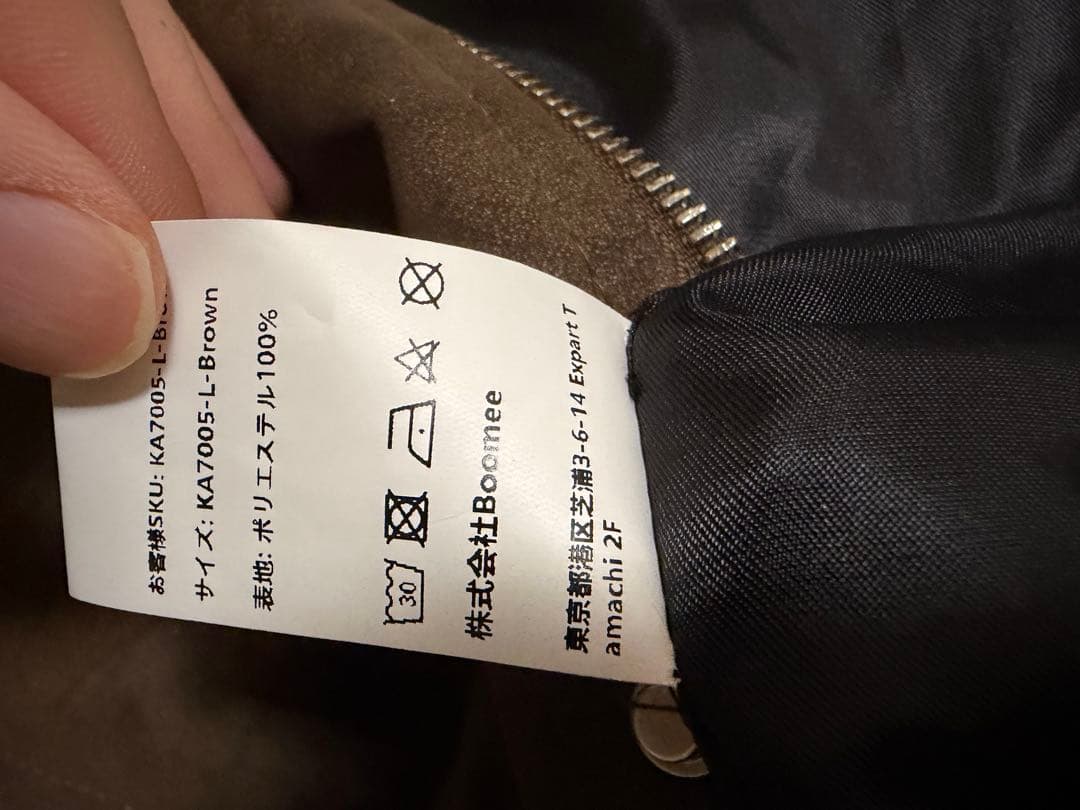 お客様SKU: KA7005-L-Br
サイズ: KA7005-L-Brown
表地: ポリエステル100%
30
株式会社Boomee
東京都港区芝浦3-6-14 Expart T
amachi 2F